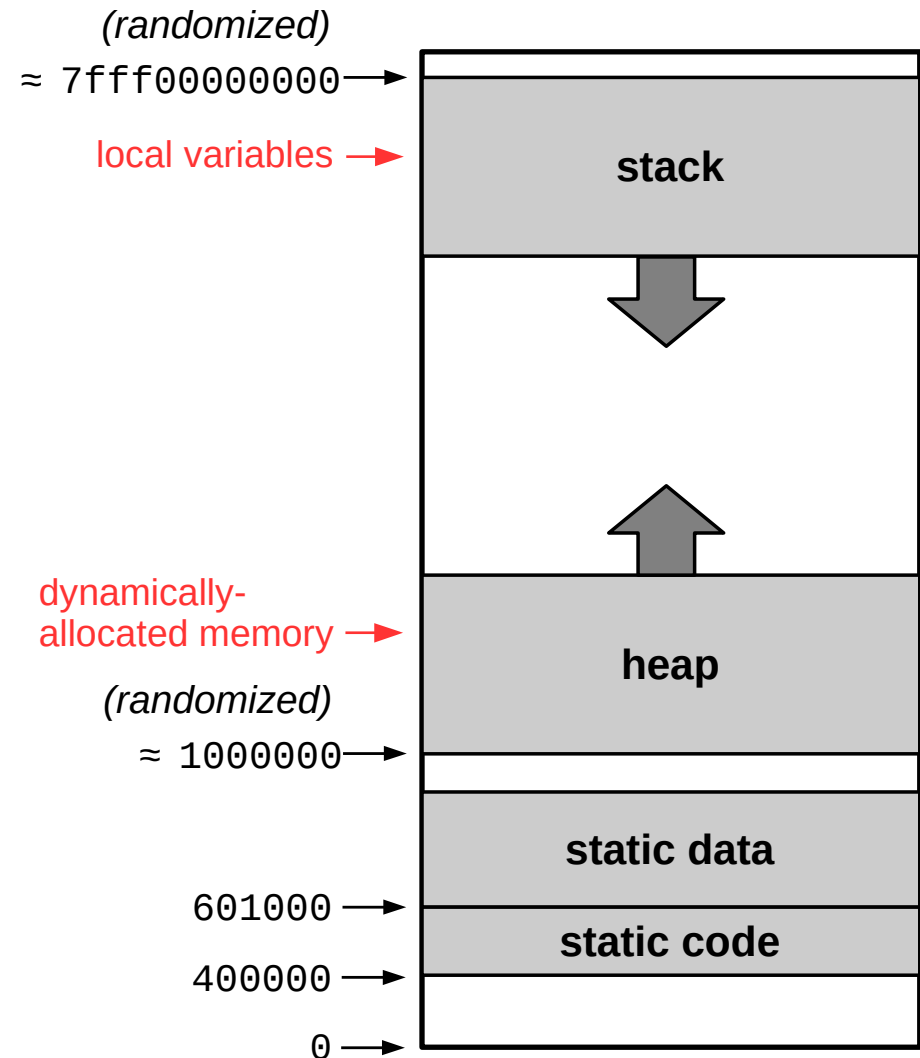 (randomized)
≈ 7fff00000000
local variables
stack
dynamically-
allocated memory
heap
(randomized)
≈ 1000000
static data
601000
static code
400000
0